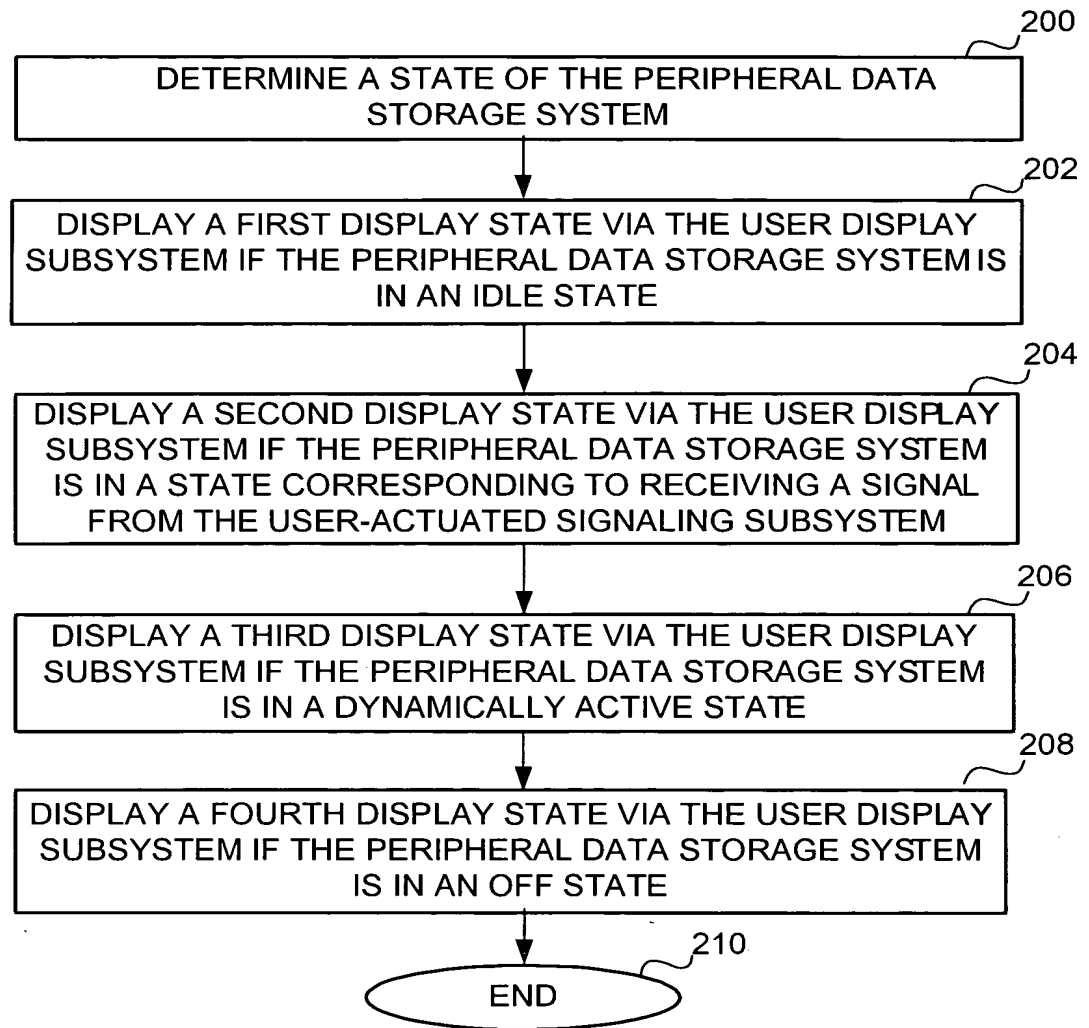 200
DETERMINE A STATE OF THE PERIPHERAL DATA
STORAGE SYSTEM
202
DISPLAY A FIRST DISPLAY STATE VIA THE USER DISPLAY
SUBSYSTEM IF THE PERIPHERAL DATA STORAGE SYSTEM IS
IN AN IDLE STATE
204
DISPLAY A SECOND DISPLAY STATE VIA THE USER DISPLAY
SUBSYSTEM IF THE PERIPHERAL DATA STORAGE SYSTEM
IS IN A STATE CORRESPONDING TO RECEIVING A SIGNAL
FROM THE USER-ACTUATED SIGNALING SUBSYSTEM
206
DISPLAY A THIRD DISPLAY STATE VIA THE USER DISPLAY
SUBSYSTEM IF THE PERIPHERAL DATA STORAGE SYSTEM
IS IN A DYNAMICALLY ACTIVE STATE
208
DISPLAY A FOURTH DISPLAY STATE VIA THE USER DISPLAY
SUBSYSTEM IF THE PERIPHERAL DATA STORAGE SYSTEM
IS IN AN OFF STATE
210
END